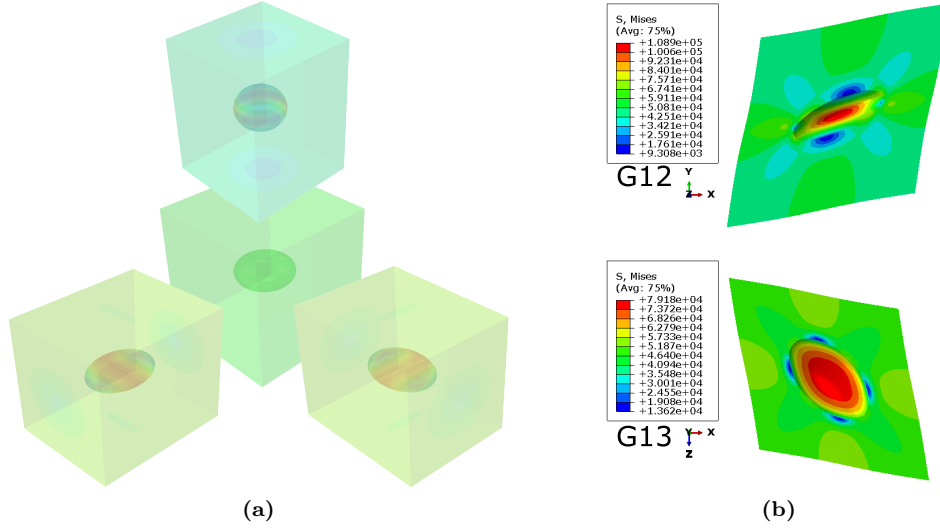 S, Mises
(Avg: 75%)
+1.089e+05
+1.006e+05
+9.231e+04
+8.401e+04
+7.571e+04
+6.741e+04
+5.911e+04
+5.081e+04
+4.251e+04
+3.421e+04
+2.591e+04
+1.761e+04
+9.308e+03
G12
Y
Z X
S, Mises
(Avg: 75%)
+7.918e+04
+7.372e+04
+6.826e+04
+6.279e+04
+5.733e+04
+5.187e+04
+4.640e+04
+4.094e+04
+3.548e+04
+3.001e+04
+2.455e+04
+1.908e+04
+1.362e+04
G13
Y X
Z
(a) (b)